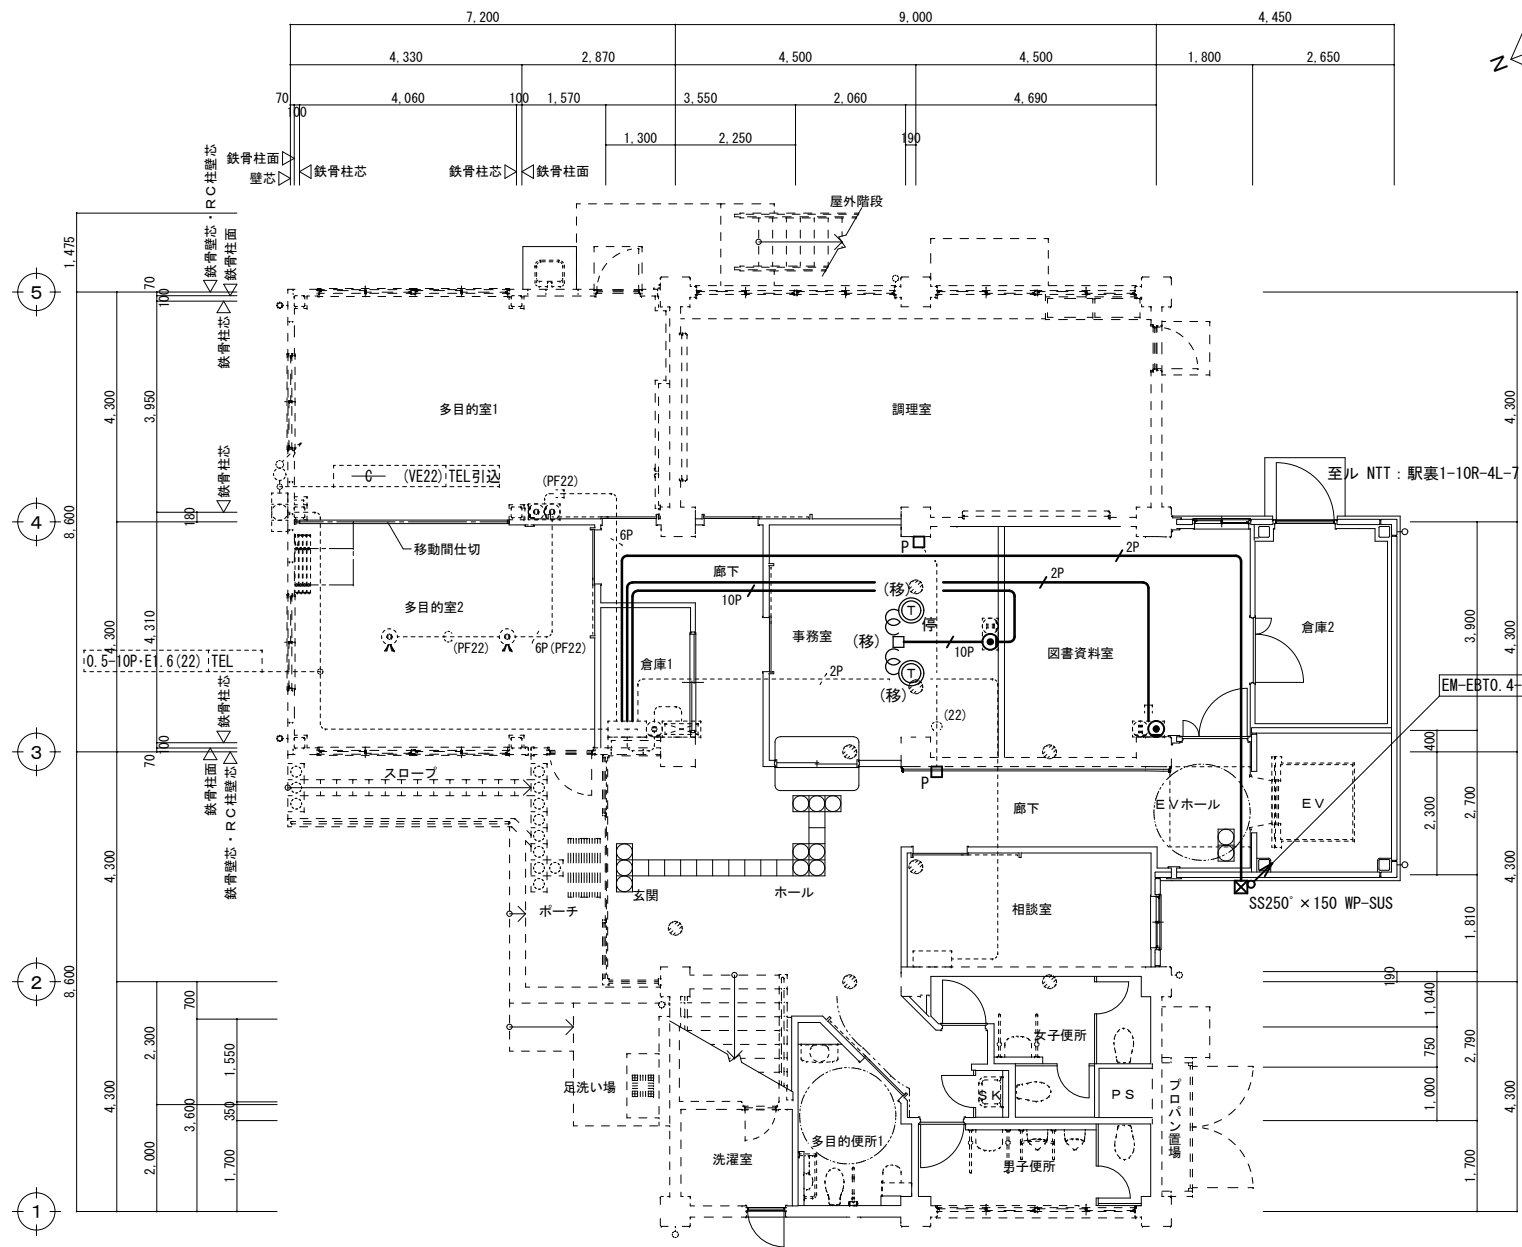 7,200
9,000
4,450
4,330
2,870
4,500
4,500
1,800
2,650
N
70
100
4,060
100
1,570
3,550
2,060
4,690
1,300
2,250
190
鉄骨柱面
壁芯
鉄骨柱芯
鉄骨柱芯
鉄骨柱面
鉄骨壁芯・RC柱壁芯
鉄骨柱面
屋外階段
1,475
70
100
5
鉄骨柱芯
4,300
3,950
4,300
多目的室1
調理室
鉄骨柱芯
C (VE22) TEL引込
(PF22)
至ル NTT：駅裏1-10R-4L-7
8,600
180
4
移動間仕切
6P
P
2P
廊下
2P
10P
(移)
T
停
多目的室2
事務室
(移)
10P
図書資料室
倉庫2
3,900
4,300
4,300
4,310
(PF22)
6P(PF22)
倉庫1
T
(移)
0.5-10P・E1.6(22) TEL
2P
(22)
EM-EBT0.4-
鉄骨柱芯
100
70
3
400
スロープ
P
鉄骨柱面
鉄骨壁芯・RC柱壁芯
廊下
EVホール
EV
2,300
2,700
4,300
4,300
玄関
ホール
ポーチ
相談室
SS250°×150 WP-SUS
1,810
2
8,600
700
190
1,040
2,300
1,550
女子便所
750
2,790
足洗い場
SK
PS
プロパン置場
1,000
4,300
3,600
350
4,300
多目的便所1
2,000
1,700
洗濯室
男子便所
1,700
1